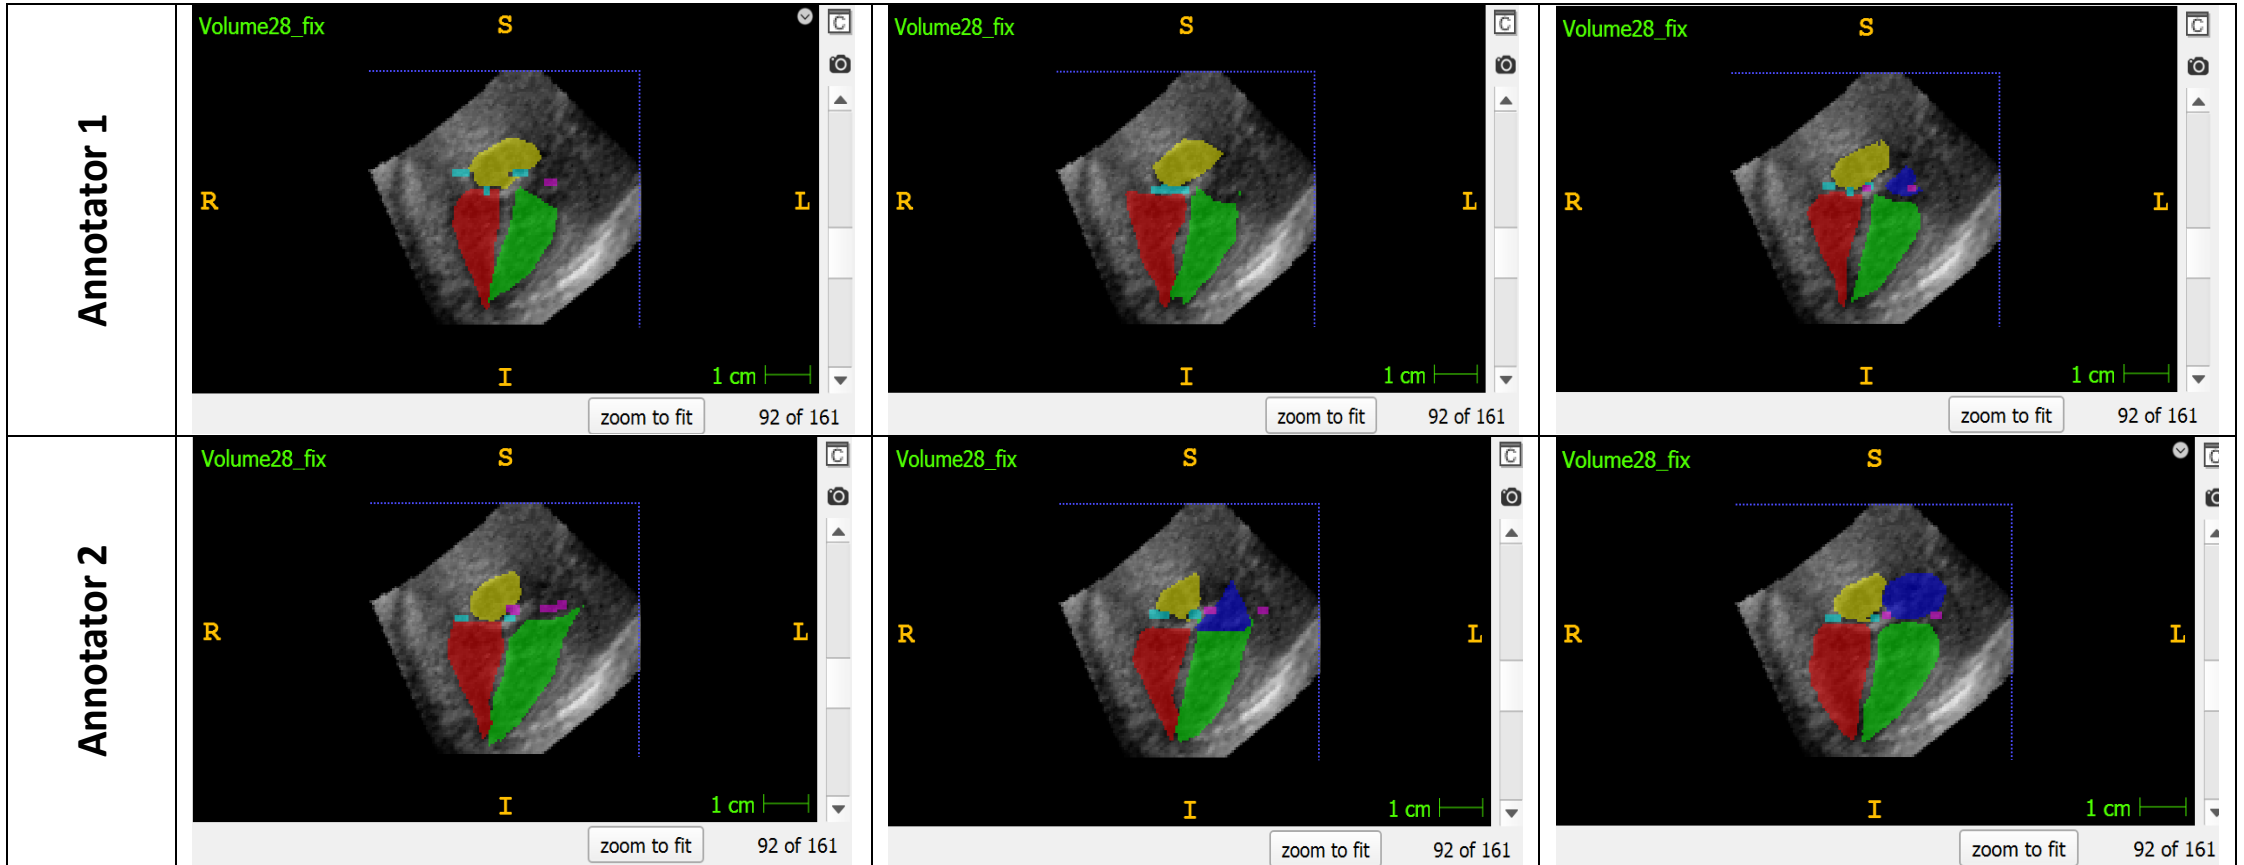 Annotator 1
Volume28_fix
S
C
R
L
I
1 cm
zoom to fit
92 of 161
Volume28_fix
S
C
R
L
I
1 cm
zoom to fit
92 of 161
Volume28_fix
S
C
R
L
I
1 cm
zoom to fit
92 of 161
Annotator 2
Volume28_fix
S
C
R
L
I
1 cm
zoom to fit
92 of 161
Volume28_fix
S
C
R
L
I
1 cm
zoom to fit
92 of 161
Volume28_fix
S
C
R
L
I
1 cm
zoom to fit
92 of 161